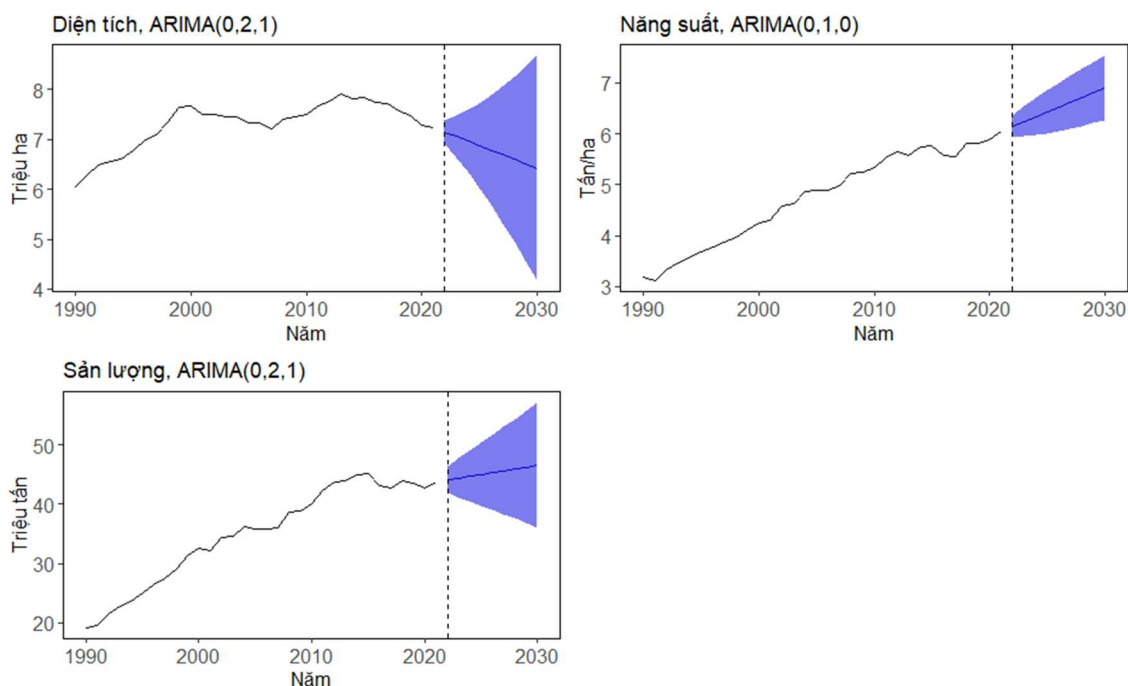 Diện tích, ARIMA(0,2,1)
Triệu ha
8
7
6
5
4
1990 2000 2010 2020 2030
Năm
Năng suất, ARIMA(0,1,0)
Tấn/ha
7
6
5
4
3
1990 2000 2010 2020 2030
Năm
Sản lượng, ARIMA(0,2,1)
Triệu tấn
50
40
30
20
1990 2000 2010 2020 2030
Năm